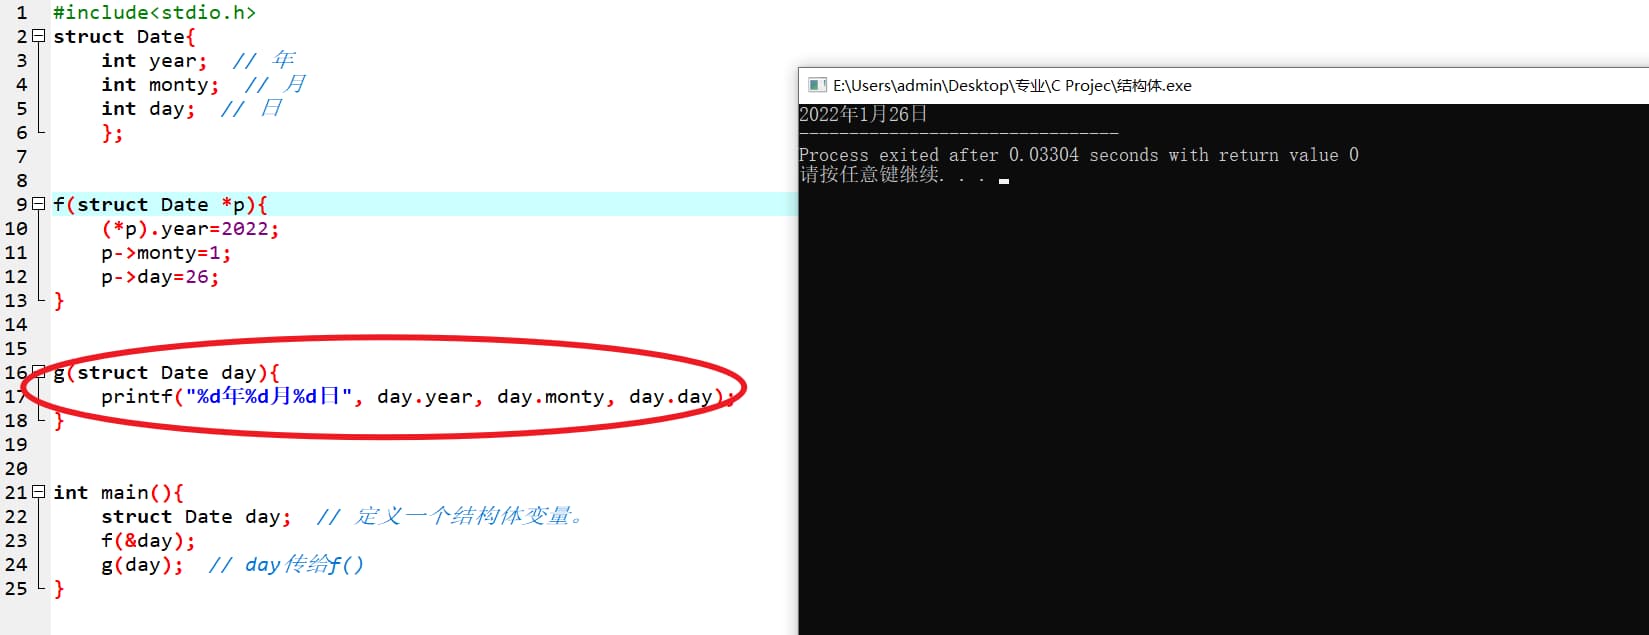 1 #include<stdio.h>
2 struct Date{
3 int year; // 年
4 int monty; // 月
5 int day; // 日
6 };
7
8
9 f(struct Date *p){
10 (*p).year=2022;
11 p->monty=1;
12 p->day=26;
13 }
14
15
16 g(struct Date day){
17 printf("%d年%d月%d日", day.year, day.monty, day.day);
18 }
19
20
21 int main(){
22 struct Date day; // 定义一个结构体变量。
23 f(&day);
24 g(day); // day传给f()
25 }
E:\Users\admin\Desktop\专业\C Projec\结构体.exe
2022年1月26日
--------------------------------
Process exited after 0.03304 seconds with return value 0
请按任意键继续. . .